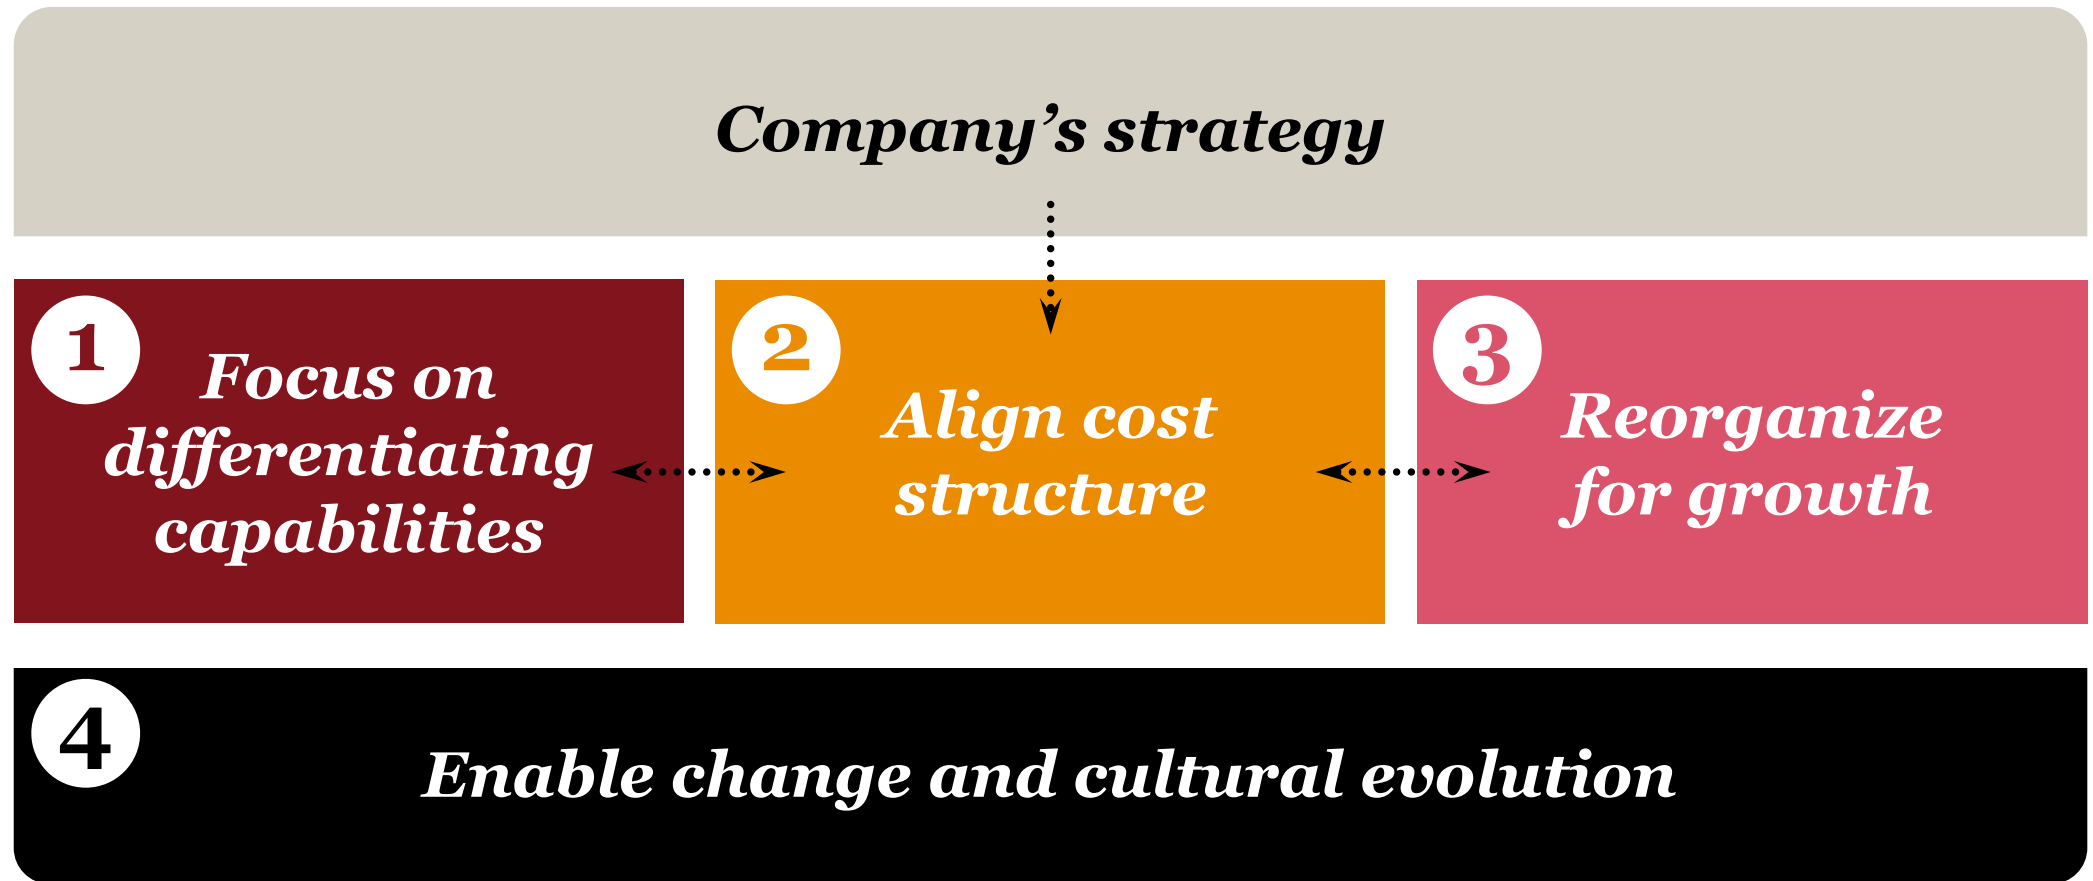 Company’s strategy
1
Focus on
differentiating
capabilities
2
Align cost
structure
3
Reorganize
for growth
4
Enable change and cultural evolution